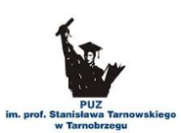 PUZ
im. prof. Stanisława Tarnowskiego
w Tarnobrzegu